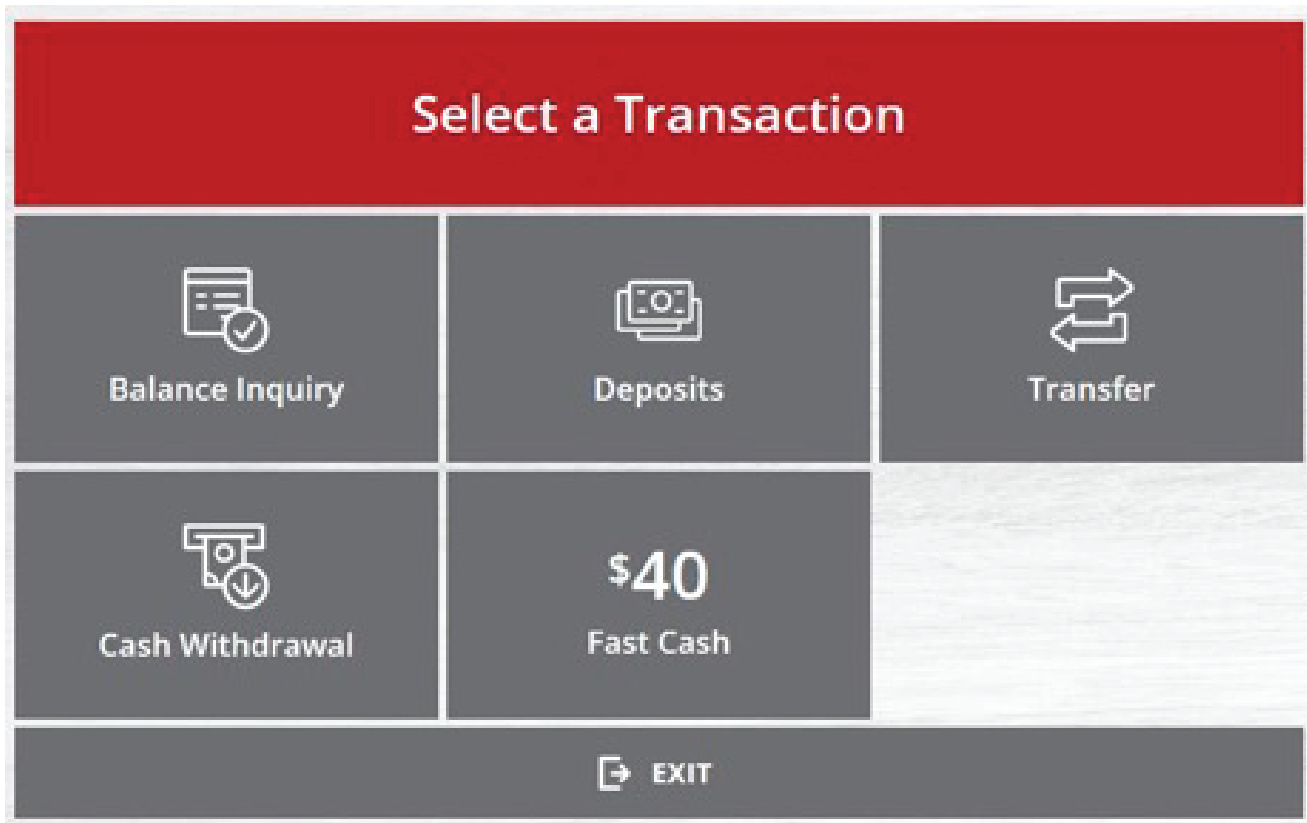 Select a Transaction
Balance Inquiry
Deposits
Transfer
Cash Withdrawal
$40
Fast Cash
EXIT